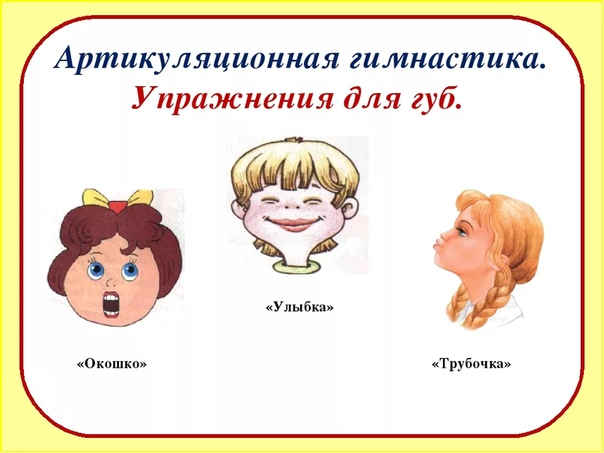 Артикуляционная гимнастика.
Упражнения для губ.
«Улыбка»
«Окошко»
«Трубочка»